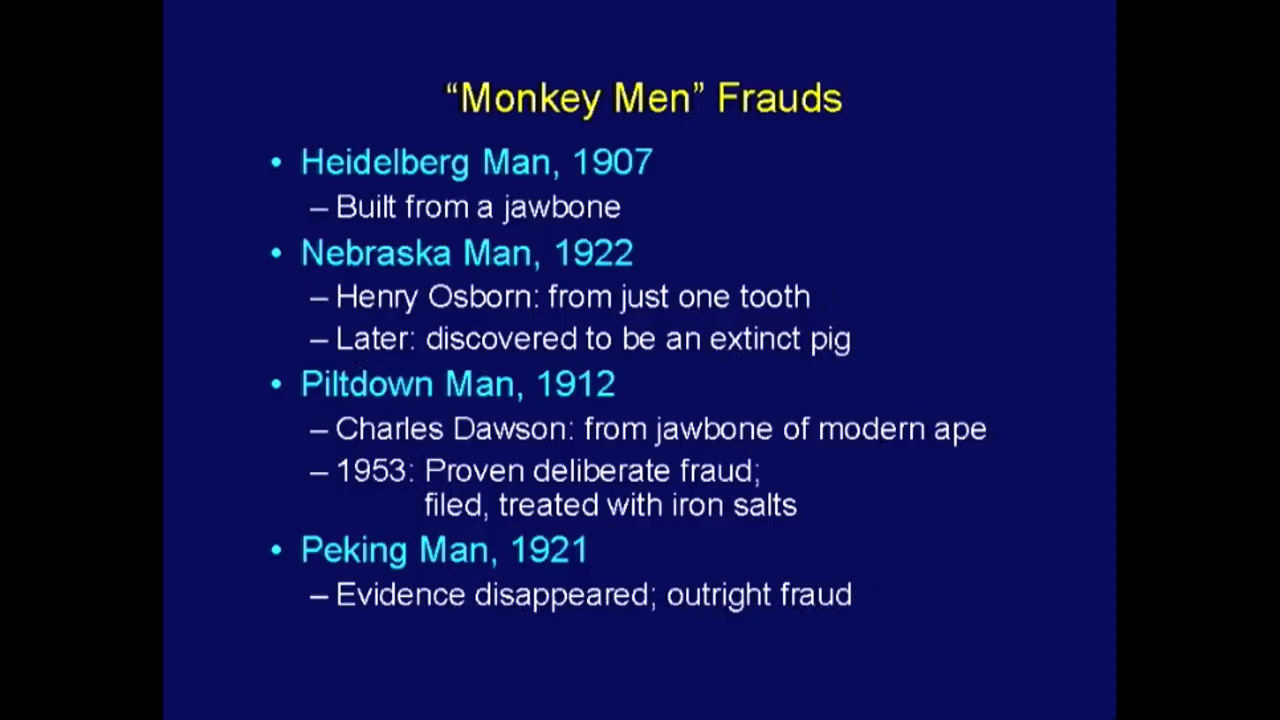 “Monkey Men” Frauds
• Heidelberg Man, 1907
– Built from a jawbone
• Nebraska Man, 1922
– Henry Osborn: from just one tooth
– Later: discovered to be an extinct pig
• Piltdown Man, 1912
– Charles Dawson: from jawbone of modern ape
– 1953: Proven deliberate fraud;
filed, treated with iron salts
• Peking Man, 1921
– Evidence disappeared; outright fraud